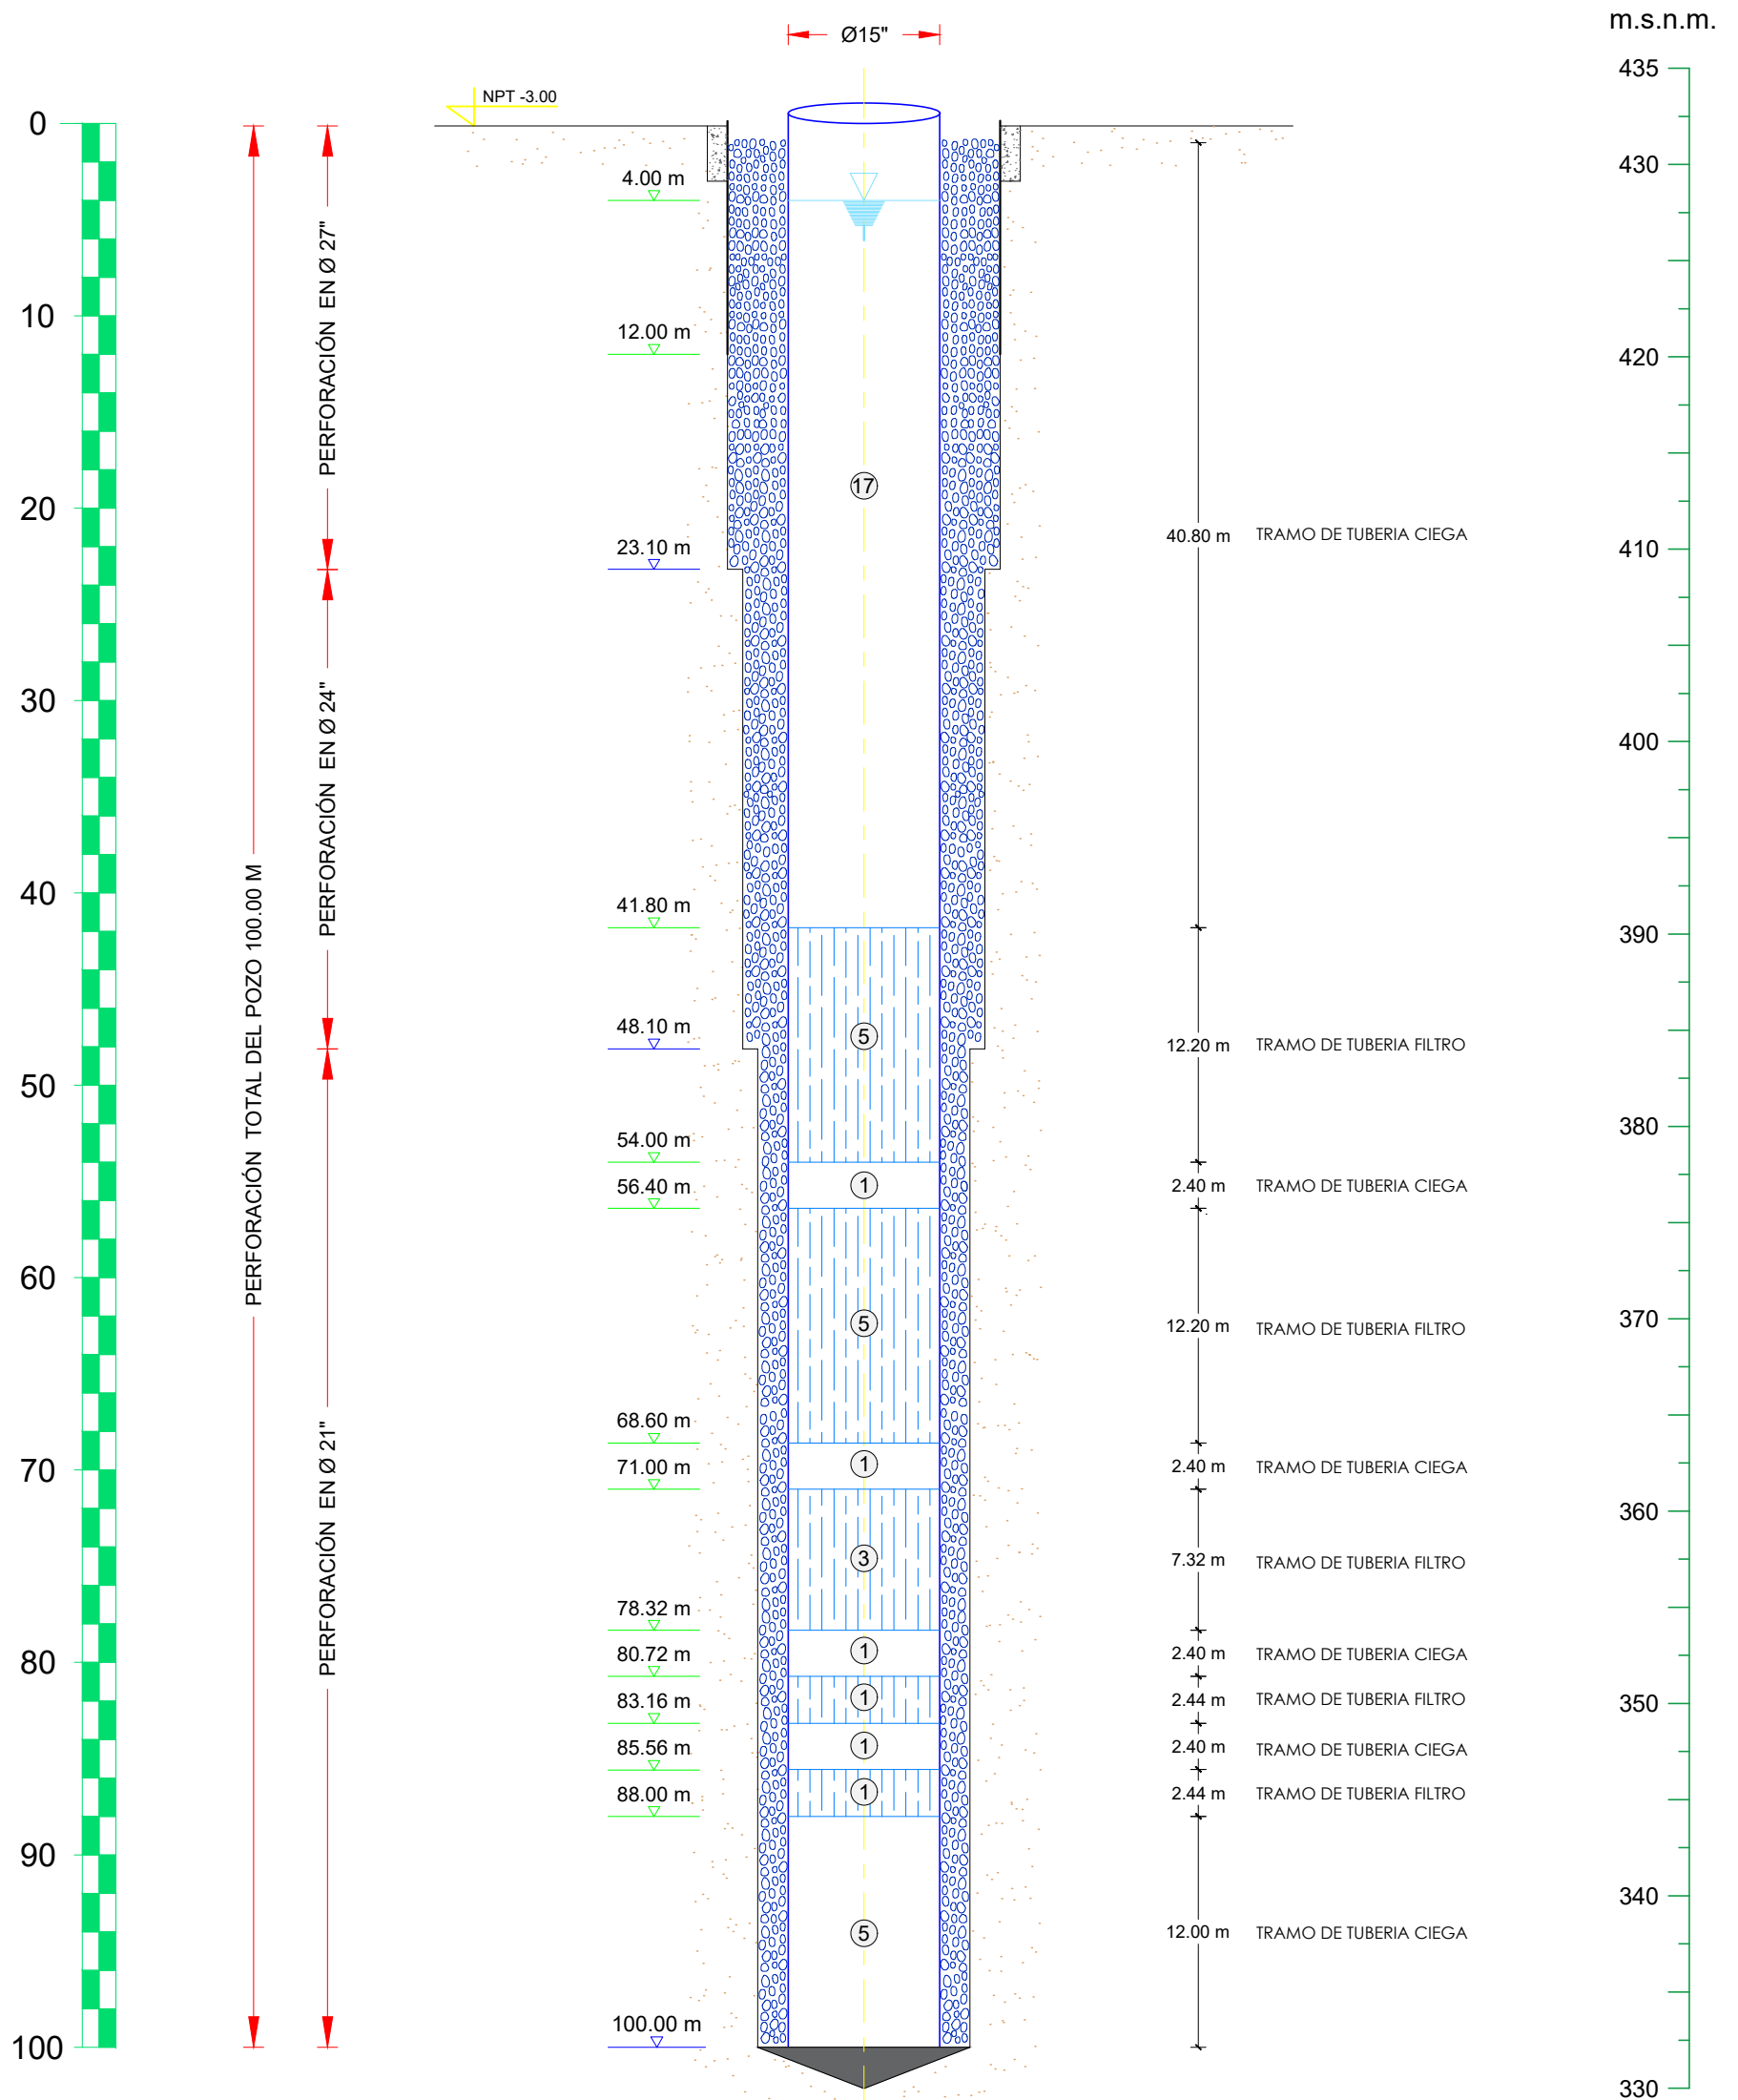 m.s.n.m.
Ø15"
435
NPT -3.00
0
430
4.00 m
PERFORACIÓN EN Ø 27"
10
12.00 m
420
17
20
40.80 m TRAMO DE TUBERIA CIEGA
23.10 m
410
30
PERFORACIÓN EN Ø 24"
400
40
41.80 m
390
PERFORACIÓN TOTAL DEL POZO 100.00 M
48.10 m
5
12.20 m TRAMO DE TUBERIA FILTRO
50
380
54.00 m
56.40 m
1
2.40 m TRAMO DE TUBERIA CIEGA
60
5
12.20 m TRAMO DE TUBERIA FILTRO
370
68.60 m
1
2.40 m TRAMO DE TUBERIA CIEGA
70
71.00 m
360
PERFORACIÓN EN Ø 21"
3
7.32 m TRAMO DE TUBERIA FILTRO
78.32 m
1
2.40 m TRAMO DE TUBERIA CIEGA
80
80.72 m
1
2.44 m TRAMO DE TUBERIA FILTRO
350
83.16 m
1
2.40 m TRAMO DE TUBERIA CIEGA
85.56 m
1
2.44 m TRAMO DE TUBERIA FILTRO
88.00 m
90
340
5
12.00 m TRAMO DE TUBERIA CIEGA
100.00 m
100
330